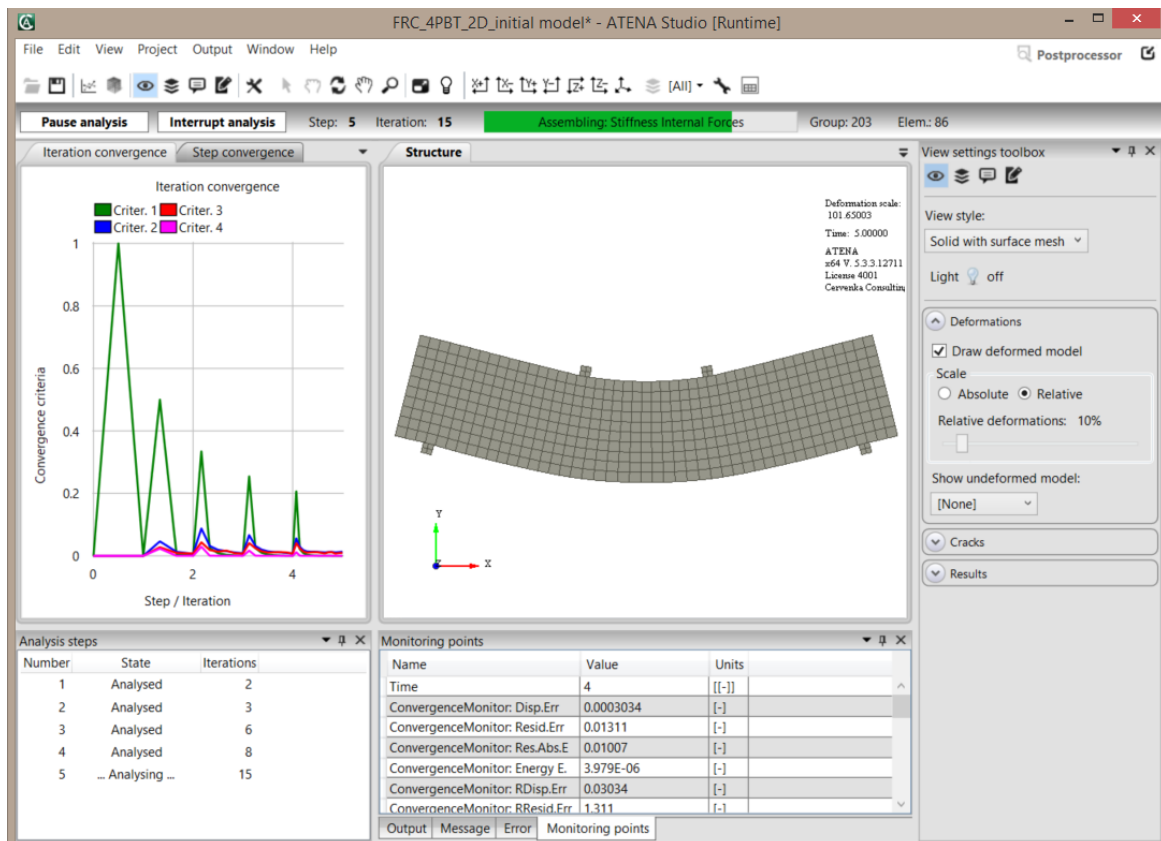 FRC_4PBT_2D_initial model* - ATENA Studio [Runtime]
File Edit View Project Output Window Help
Postprocessor
[All]
Pause analysis Interrupt analysis Step: 5 Iteration: 15 Assembling: Stiffness Internal Forces Group: 203 Elem.: 86
Iteration convergence Step convergence
Iteration convergence
Criter. 1 Criter. 3
Criter. 2 Criter. 4
1
0.8
0.6
0.4
0.2
0
0 2 4
Convergence criteria
Step / Iteration
Structure
Deformation scale:
101.65003
Time: 5.00000
ATENA
x64 V. 5.3.3.12711
License 4001
Cervenka Consulting
Y
X
View settings toolbox
View style:
Solid with surface mesh
Light off
Deformations
Draw deformed model
Scale
Absolute Relative
Relative deformations: 10%
Show undeformed model:
[None]
Cracks
Results
Analysis steps
Number State Iterations
1 Analysed 2
2 Analysed 3
3 Analysed 6
4 Analysed 8
5 ... Analysing ... 15
Monitoring points
Name Value Units
Time 4 [[-]]
ConvergenceMonitor: Disp.Err 0.0003034 [-]
ConvergenceMonitor: Resid.Err 0.01311 [-]
ConvergenceMonitor: Res.Abs.E 0.01007 [-]
ConvergenceMonitor: Energy E. 3.979E-06 [-]
ConvergenceMonitor: RDisp.Err 0.03034 [-]
ConvergenceMonitor: RResid.Err 1.311 [-]
Output Message Error Monitoring points